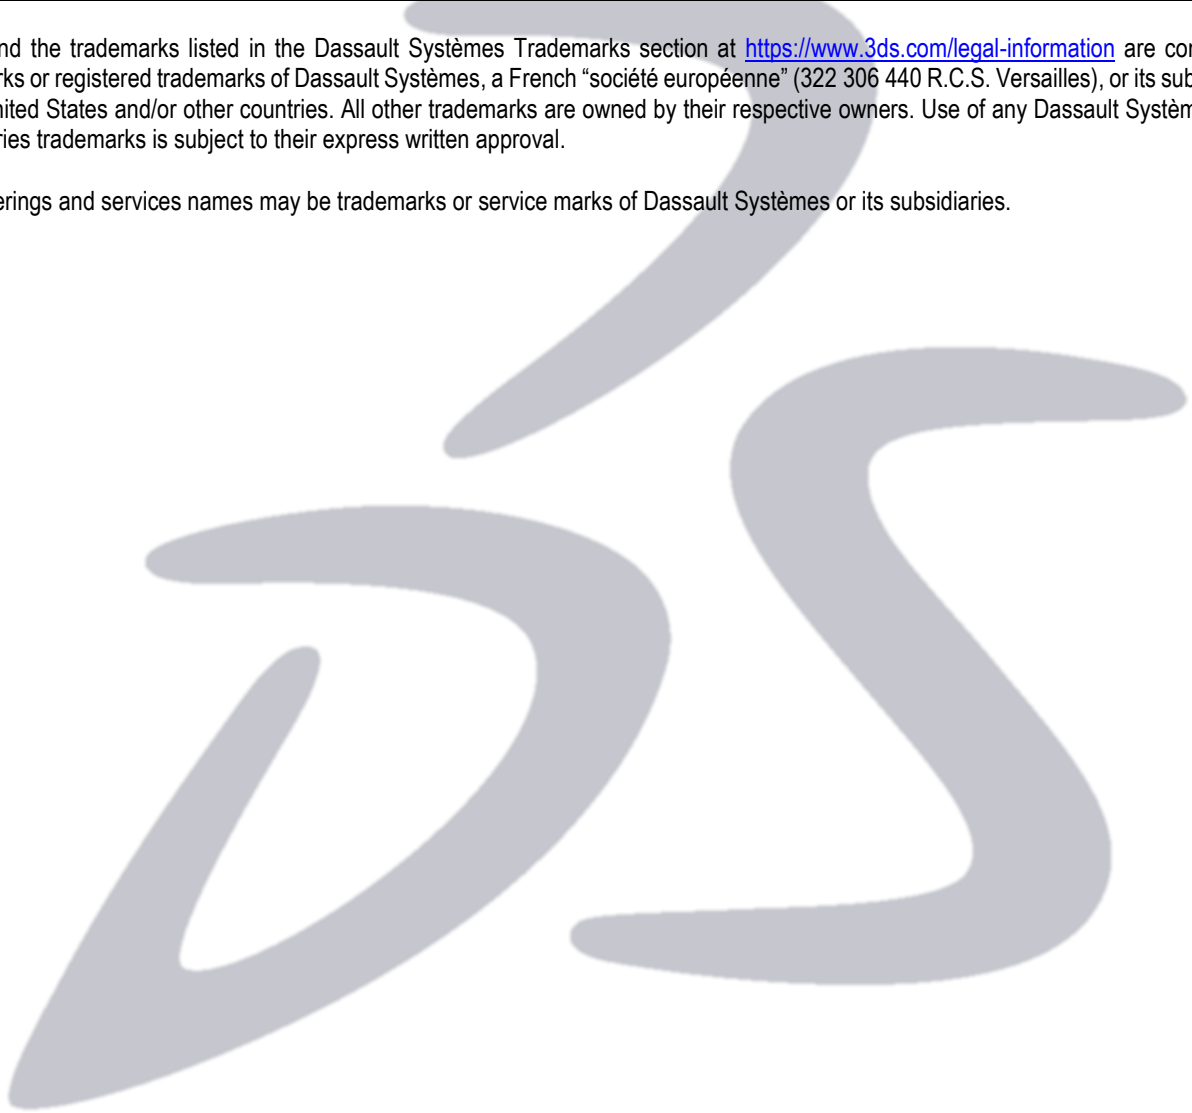 nd the trademarks listed in the Dassault Systèmes Trademarks section at https://www.3ds.com/legal-information are cor
rks or registered trademarks of Dassault Systèmes, a French “société européenne” (322 306 440 R.C.S. Versailles), or its sub
nited States and/or other countries. All other trademarks are owned by their respective owners. Use of any Dassault Systèm
ries trademarks is subject to their express written approval.
erings and services names may be trademarks or service marks of Dassault Systèmes or its subsidiaries.